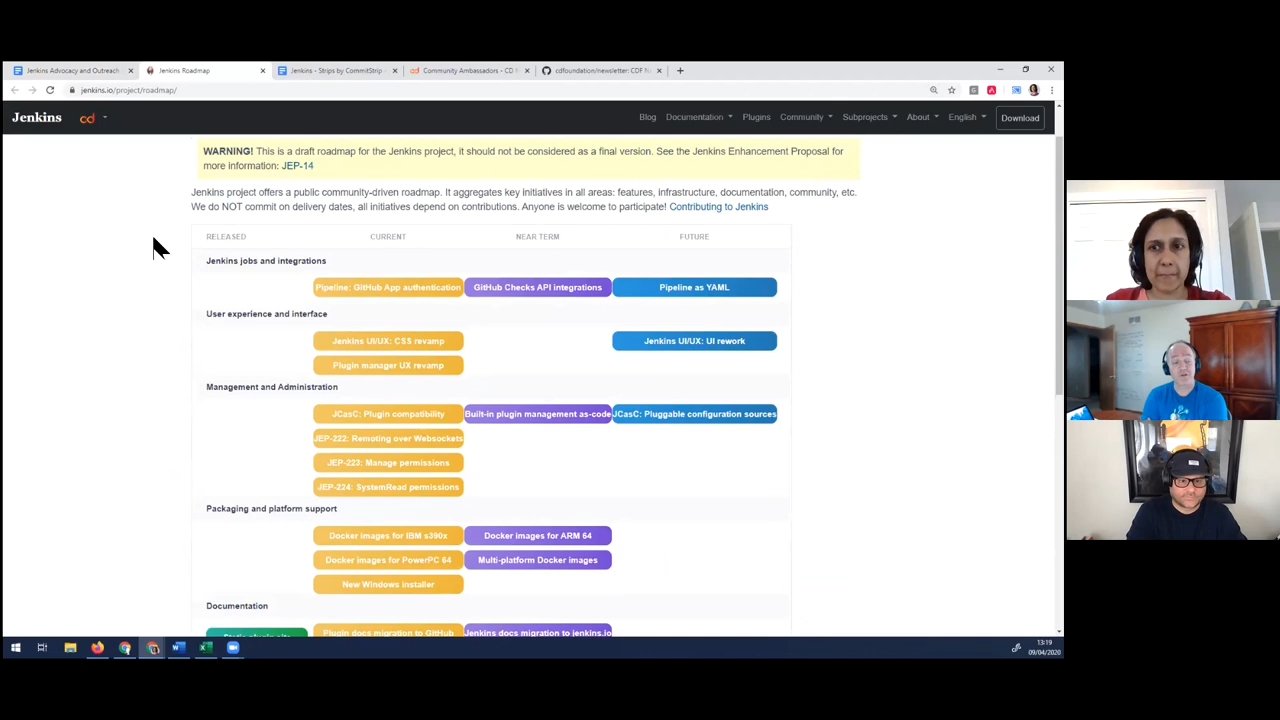 Jenkins Advocacy and Outreach
Jenkins Roadmap
Jenkins - Strips by CommitStrip -
Community Ambassadors - CD
cdfoundation/newsletter: CDF
jenkins.io/project/roadmap/
Jenkins
cd
Blog
Documentation
Plugins
Community
Subprojects
About
English
Download
WARNING! This is a draft roadmap for the Jenkins project, it should not be considered as a final version. See the Jenkins Enhancement Proposal for
more information: JEP-14
Jenkins project offers a public community-driven roadmap. It aggregates key initiatives in all areas: features, infrastructure, documentation, community, etc.
We do NOT commit on delivery dates, all initiatives depend on contributions. Anyone is welcome to participate! Contributing to Jenkins
RELEASED CURRENT NEAR TERM FUTURE
Jenkins jobs and integrations
Pipeline: GitHub App authentication GitHub Checks API integrations Pipeline as YAML
User experience and interface
Jenkins UI/UX: CSS revamp Jenkins UI/UX: UI rework
Plugin manager UX revamp
Management and Administration
JCasC: Plugin compatibility Built-in plugin management as-code JCasC: Pluggable configuration sources
JEP-222: Remoting over Websockets
JEP-223: Manage permissions
JEP-224: SystemRead permissions
Packaging and platform support
Docker images for IBM s390x Docker images for ARM 64
Docker images for PowerPC 64 Multi-platform Docker images
New Windows installer
Documentation
Static plugin site Plugin docs migration to GitHub Jenkins docs migration to jenkins.io
13:19
09/04/2020